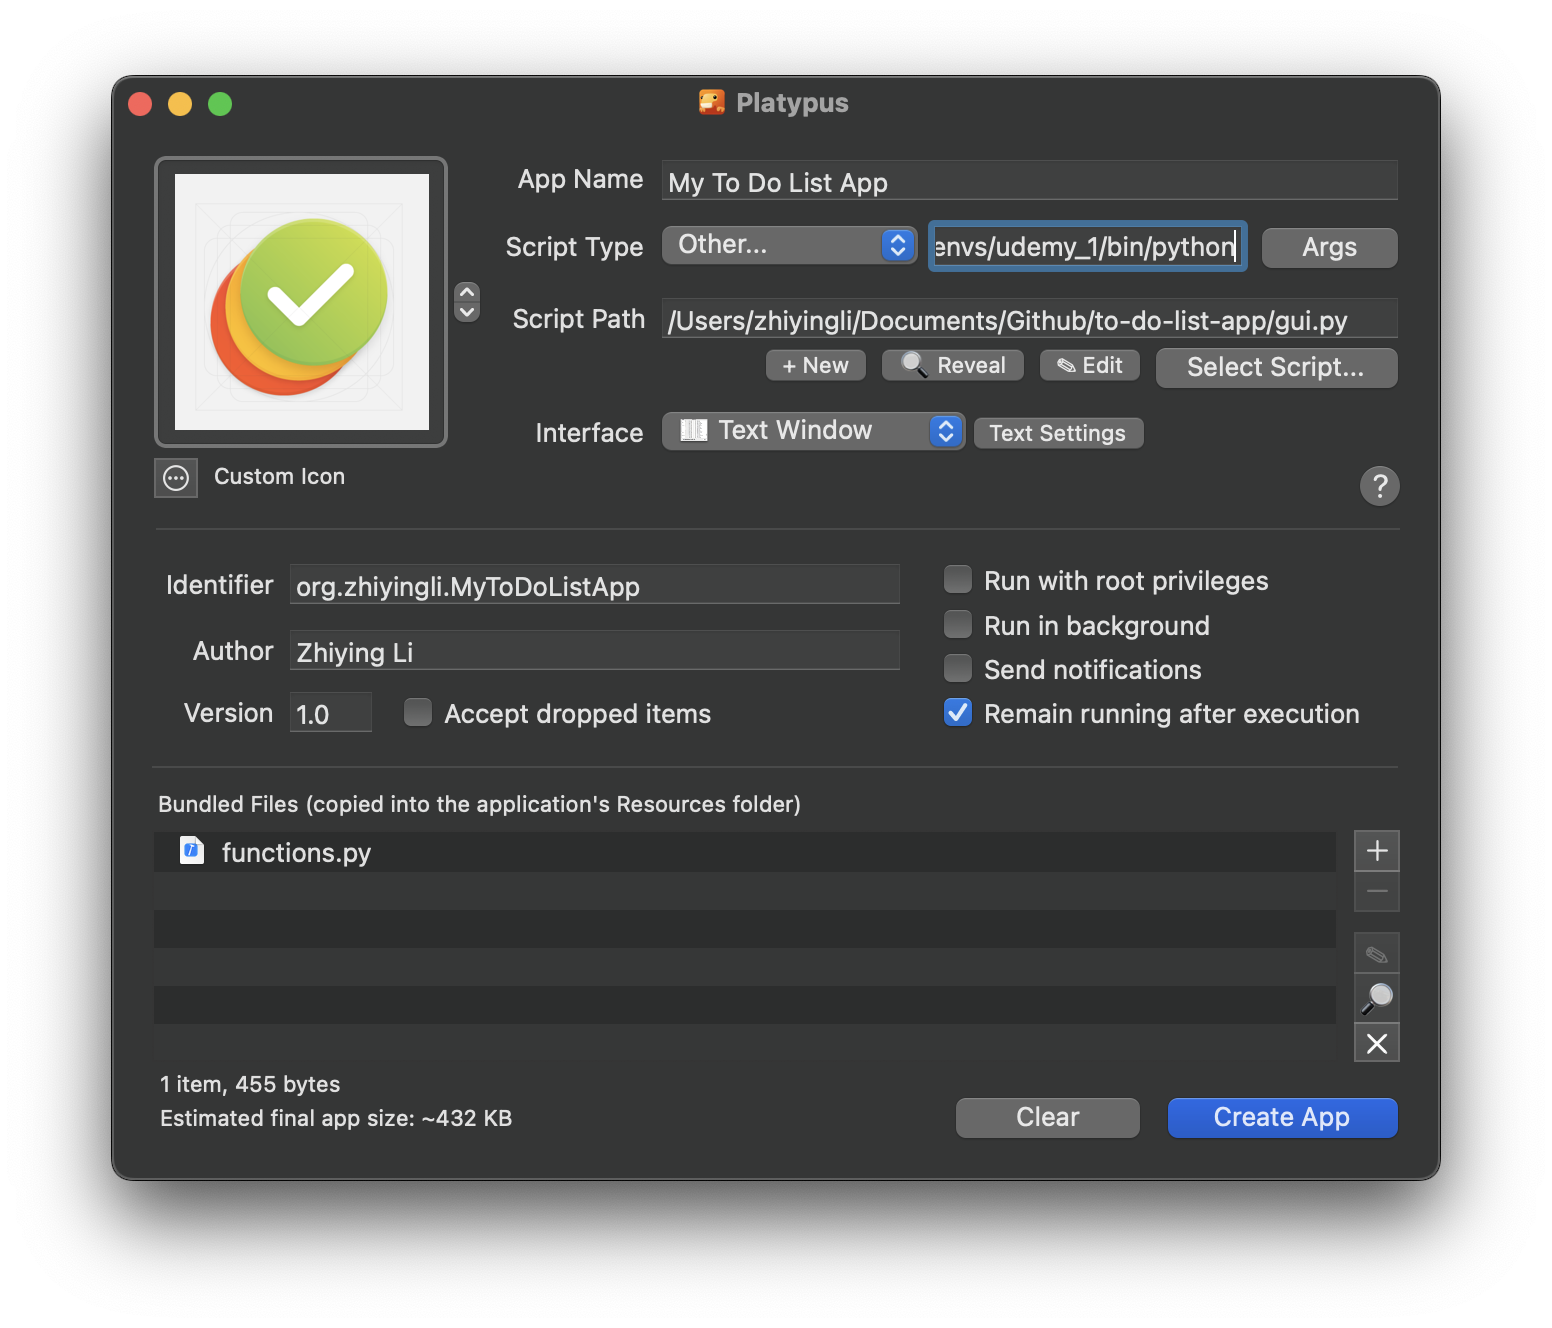 Platypus
App Name My To Do List App
Script Type Other... envs/udemy_1/bin/python Args
Script Path /Users/zhiyingli/Documents/Github/to-do-list-app/gui.py
+ New Reveal Edit Select Script...
Interface Text Window Text Settings
Custom Icon
?
Identifier org.zhiyingli.MyToDoListApp
Author Zhiying Li
Version 1.0 Accept dropped items
Run with root privileges
Run in background
Send notifications
Remain running after execution
Bundled Files (copied into the application's Resources folder)
functions.py
1 item, 455 bytes
Estimated final app size: ~432 KB
Clear Create App